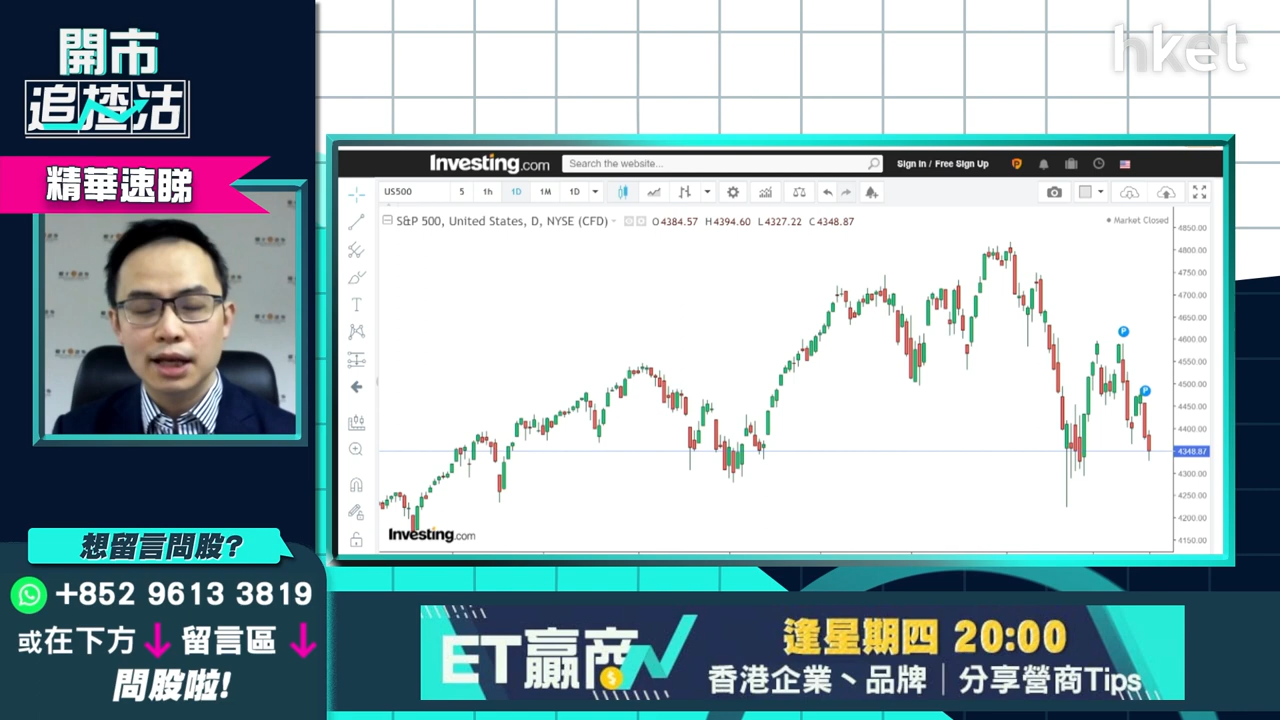 開市
追揸沽
hket
精華速睇
Investing.com
Search the website...
Sign In / Free Sign Up
US500
5
1h
1D
1M
1D
S&P 500, United States, D, NYSE (CFD)
O4384.57 H4394.60 L4327.22 C4348.87
Market Closed
4850.00
4800.00
4750.00
4700.00
4650.00
4600.00
4550.00
4500.00
4450.00
4400.00
4348.87
4300.00
4250.00
4200.00
4150.00
P
P
Investing.com
想留言問股?
+852 9613 3819
或在下方 留言區
問股啦!
ET贏商
逢星期四 20:00
香港企業、品牌｜分享營商Tips